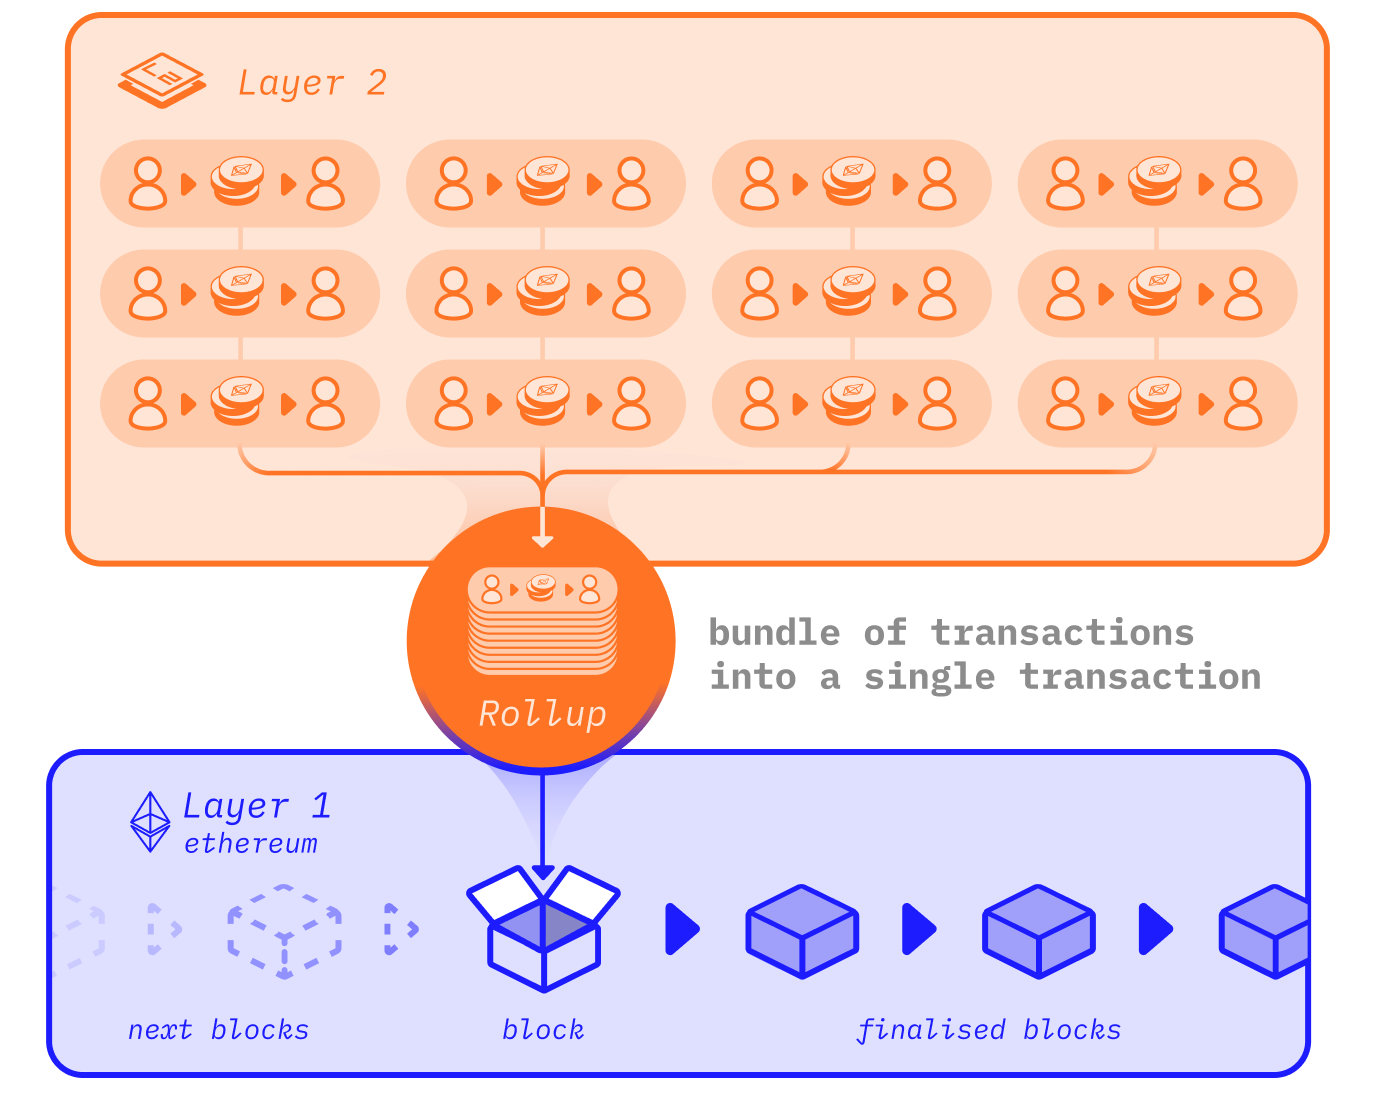 L2
Layer 2
bundle of transactions
into a single transaction
Rollup
Layer 1
ethereum
next blocks
block
finalised blocks